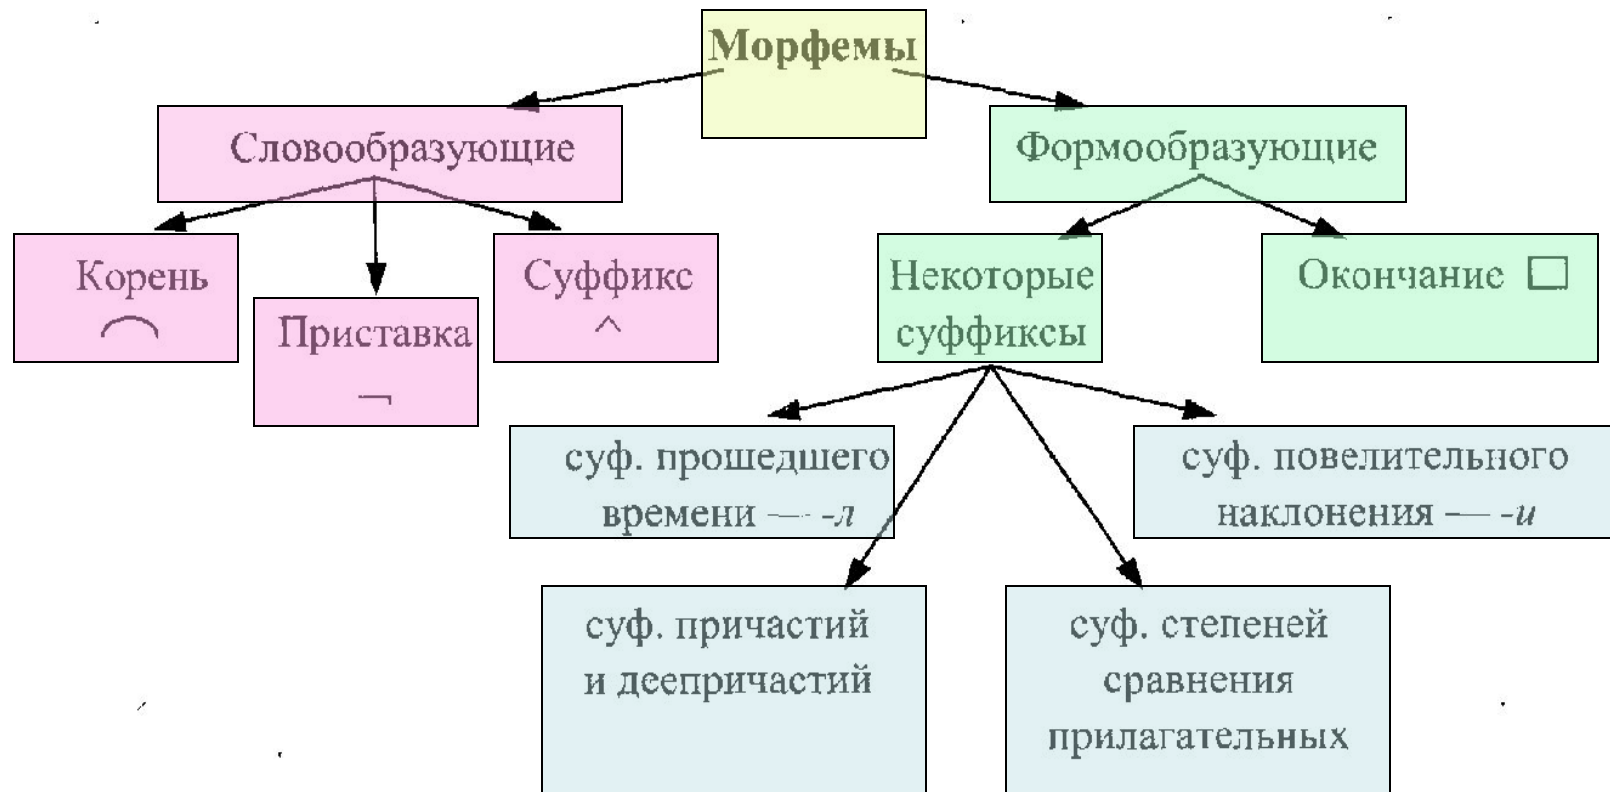 Морфемы
Словообразующие
Формообразующие
Корень
Приставка
Суффикс
^
Некоторые
суффиксы
Окончание
суф. прошедшего
времени — -л
суф. повелительного
наклонения — -и
суф. причастий
и деепричастий
суф. степеней
сравнения
прилагательных